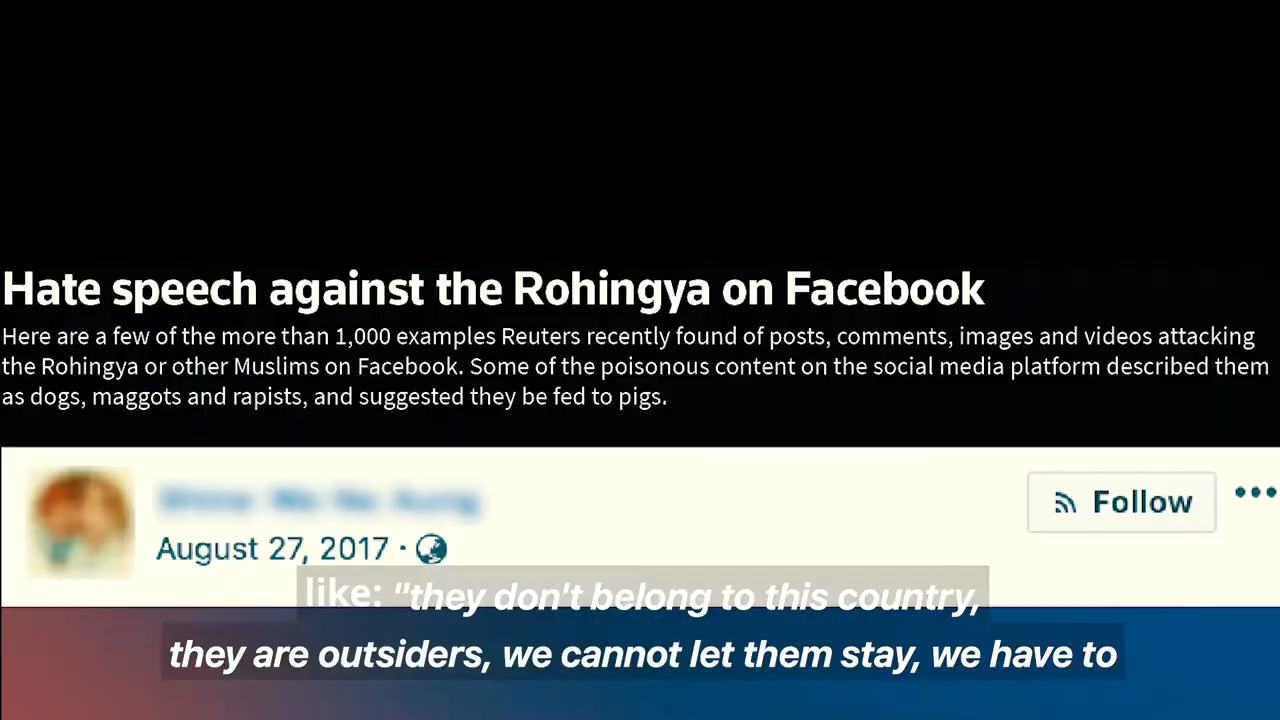 Hate speech against the Rohingya on Facebook
Here are a few of the more than 1,000 examples Reuters recently found of posts, comments, images and videos attacking
the Rohingya or other Muslims on Facebook. Some of the poisonous content on the social media platform described them
as dogs, maggots and rapists, and suggested they be fed to pigs.
Follow
August 27, 2017 ·
like: "they don't belong to this country,
they are outsiders, we cannot let them stay, we have to